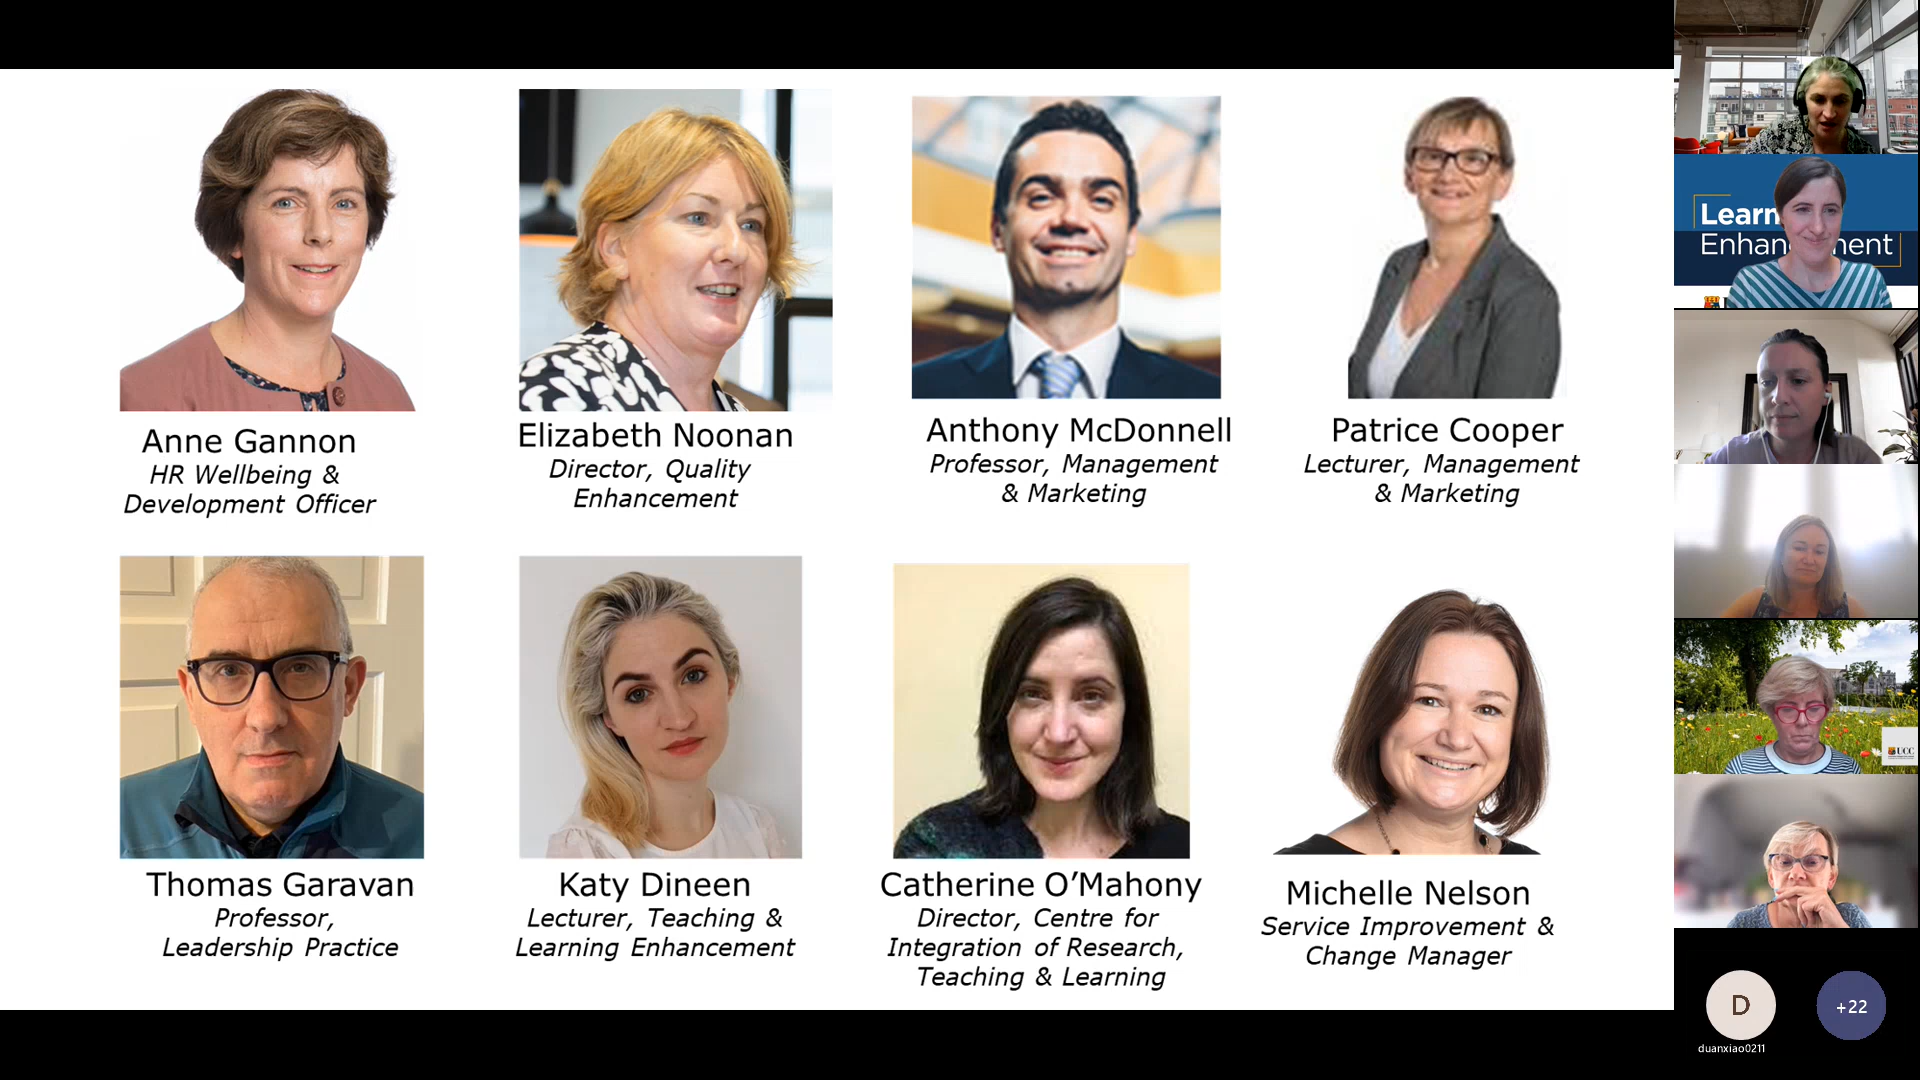 Anne Gannon
HR Wellbeing &
Development Officer
Elizabeth Noonan
Director, Quality
Enhancement
Anthony McDonnell
Professor, Management
& Marketing
Patrice Cooper
Lecturer, Management
& Marketing
Thomas Garavan
Professor,
Leadership Practice
Katy Dineen
Lecturer, Teaching &
Learning Enhancement
Catherine O’Mahony
Director, Centre for
Integration of Research,
Teaching & Learning
Michelle Nelson
Service Improvement &
Change Manager
Learn
Enhan ment
UCC
D
+22
duanxiao0211